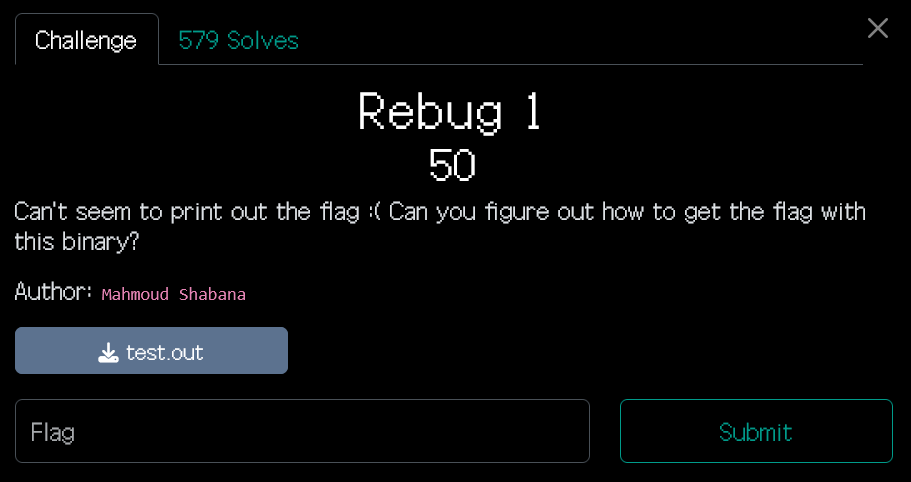 Challenge
579 Solves
Rebug 1
50
Can't seem to print out the flag :( Can you figure out how to get the flag with
this binary?
Author: Mahmoud Shabana
test.out
Flag
Submit